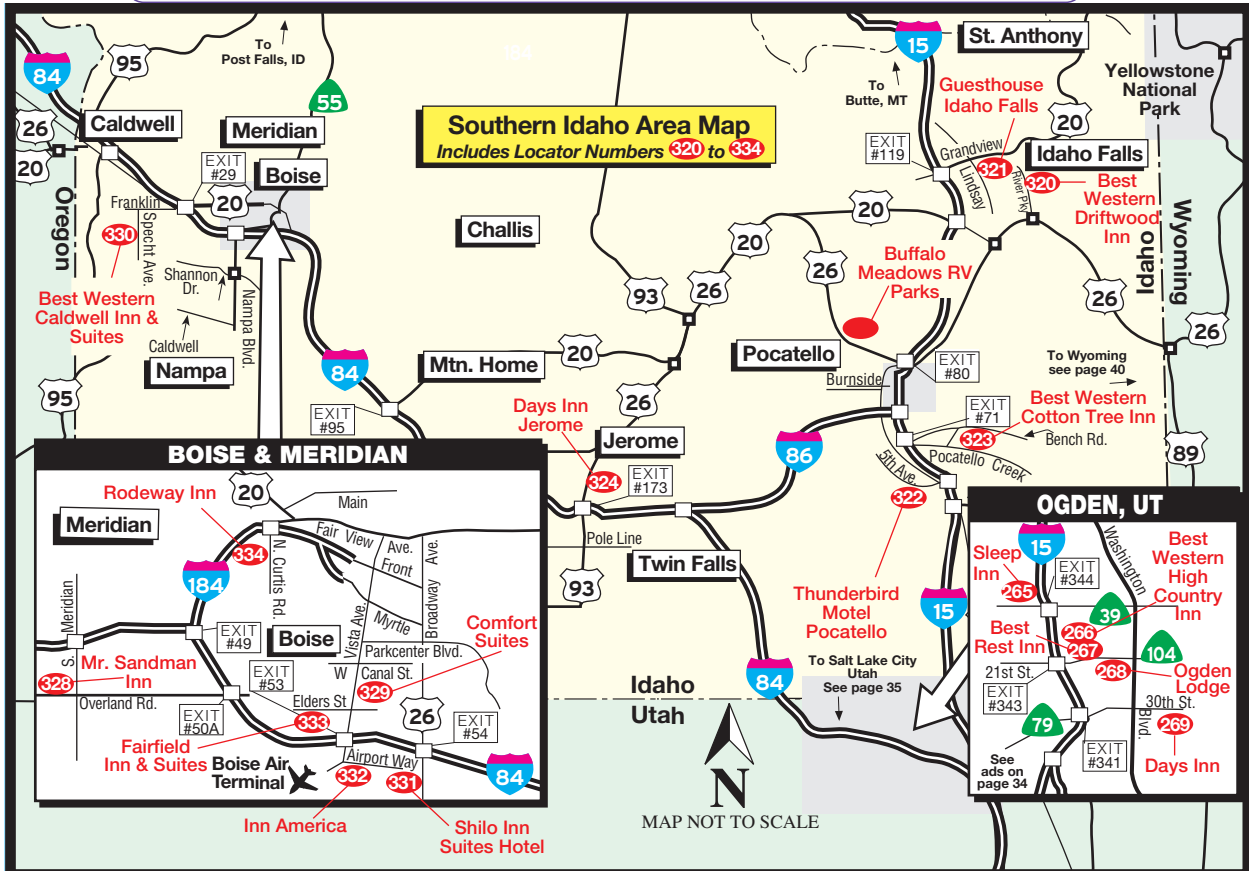 184
Southern Idaho Area Map
Includes Locator Numbers 320 to 334
84
95
To
Post Falls, ID
55
26
20
20
Caldwell
Meridian
Boise
EXIT
#29
Franklin
20
Oregon
Specht Ave.
330
Best Western
Caldwell Inn &
Suites
Shannon
Dr.
Nampa Blvd.
Caldwell
Nampa
95
84
EXIT
#95
Mtn. Home
Challis
20
93
26
20
20
26
26
Days Inn
Jerome
324
Jerome
EXIT
#173
Pole Line
93
Twin Falls
86
84
15
To
Butte, MT
St. Anthony
Yellowstone
National
Park
Guesthouse
Idaho Falls
20
EXIT
#119
Grandview
Lindsay
321
River Pky
320
Idaho Falls
Best
Western
Driftwood
Inn
Idaho
Wyoming
26
26
Buffalo
Meadows RV
Parks
Pocatello
Burnside
EXIT
#80
To Wyoming
see page 40
EXIT
#71
Best Western
Cotton Tree Inn
323
Bench Rd.
Pocatello Creek
5th Ave.
322
89
Thunderbird
Motel
Pocatello
15
To Salt Lake City
Utah
See page 35
Idaho
Utah
N
MAP NOT TO SCALE
BOISE & MERIDIAN
20
Main
Rodeway Inn
Meridian
334
Fair View
Ave.
Front
N. Curtis Rd.
184
Vista Ave.
Broadway Ave.
Myrtle
S. Meridian
EXIT
#49
Boise
Parkcenter Blvd.
Comfort
Suites
Mr. Sandman
Inn
328
Overland Rd.
EXIT
#53
W Canal St.
329
Elders St
EXIT
#50A
333
26
EXIT
#54
Fairfield
Inn & Suites
Boise Air
Terminal
Airport Way
332
331
84
Inn America
Shilo Inn
Suites Hotel
OGDEN, UT
15
Washington Blvd.
Best
Western
High
Country
Inn
Sleep
Inn
265
EXIT
#344
39
266
Best
Rest Inn
267
104
21st St.
268
Ogden
Lodge
EXIT
#343
30th St.
79
269
EXIT
#341
Days Inn
See
ads on
page 34